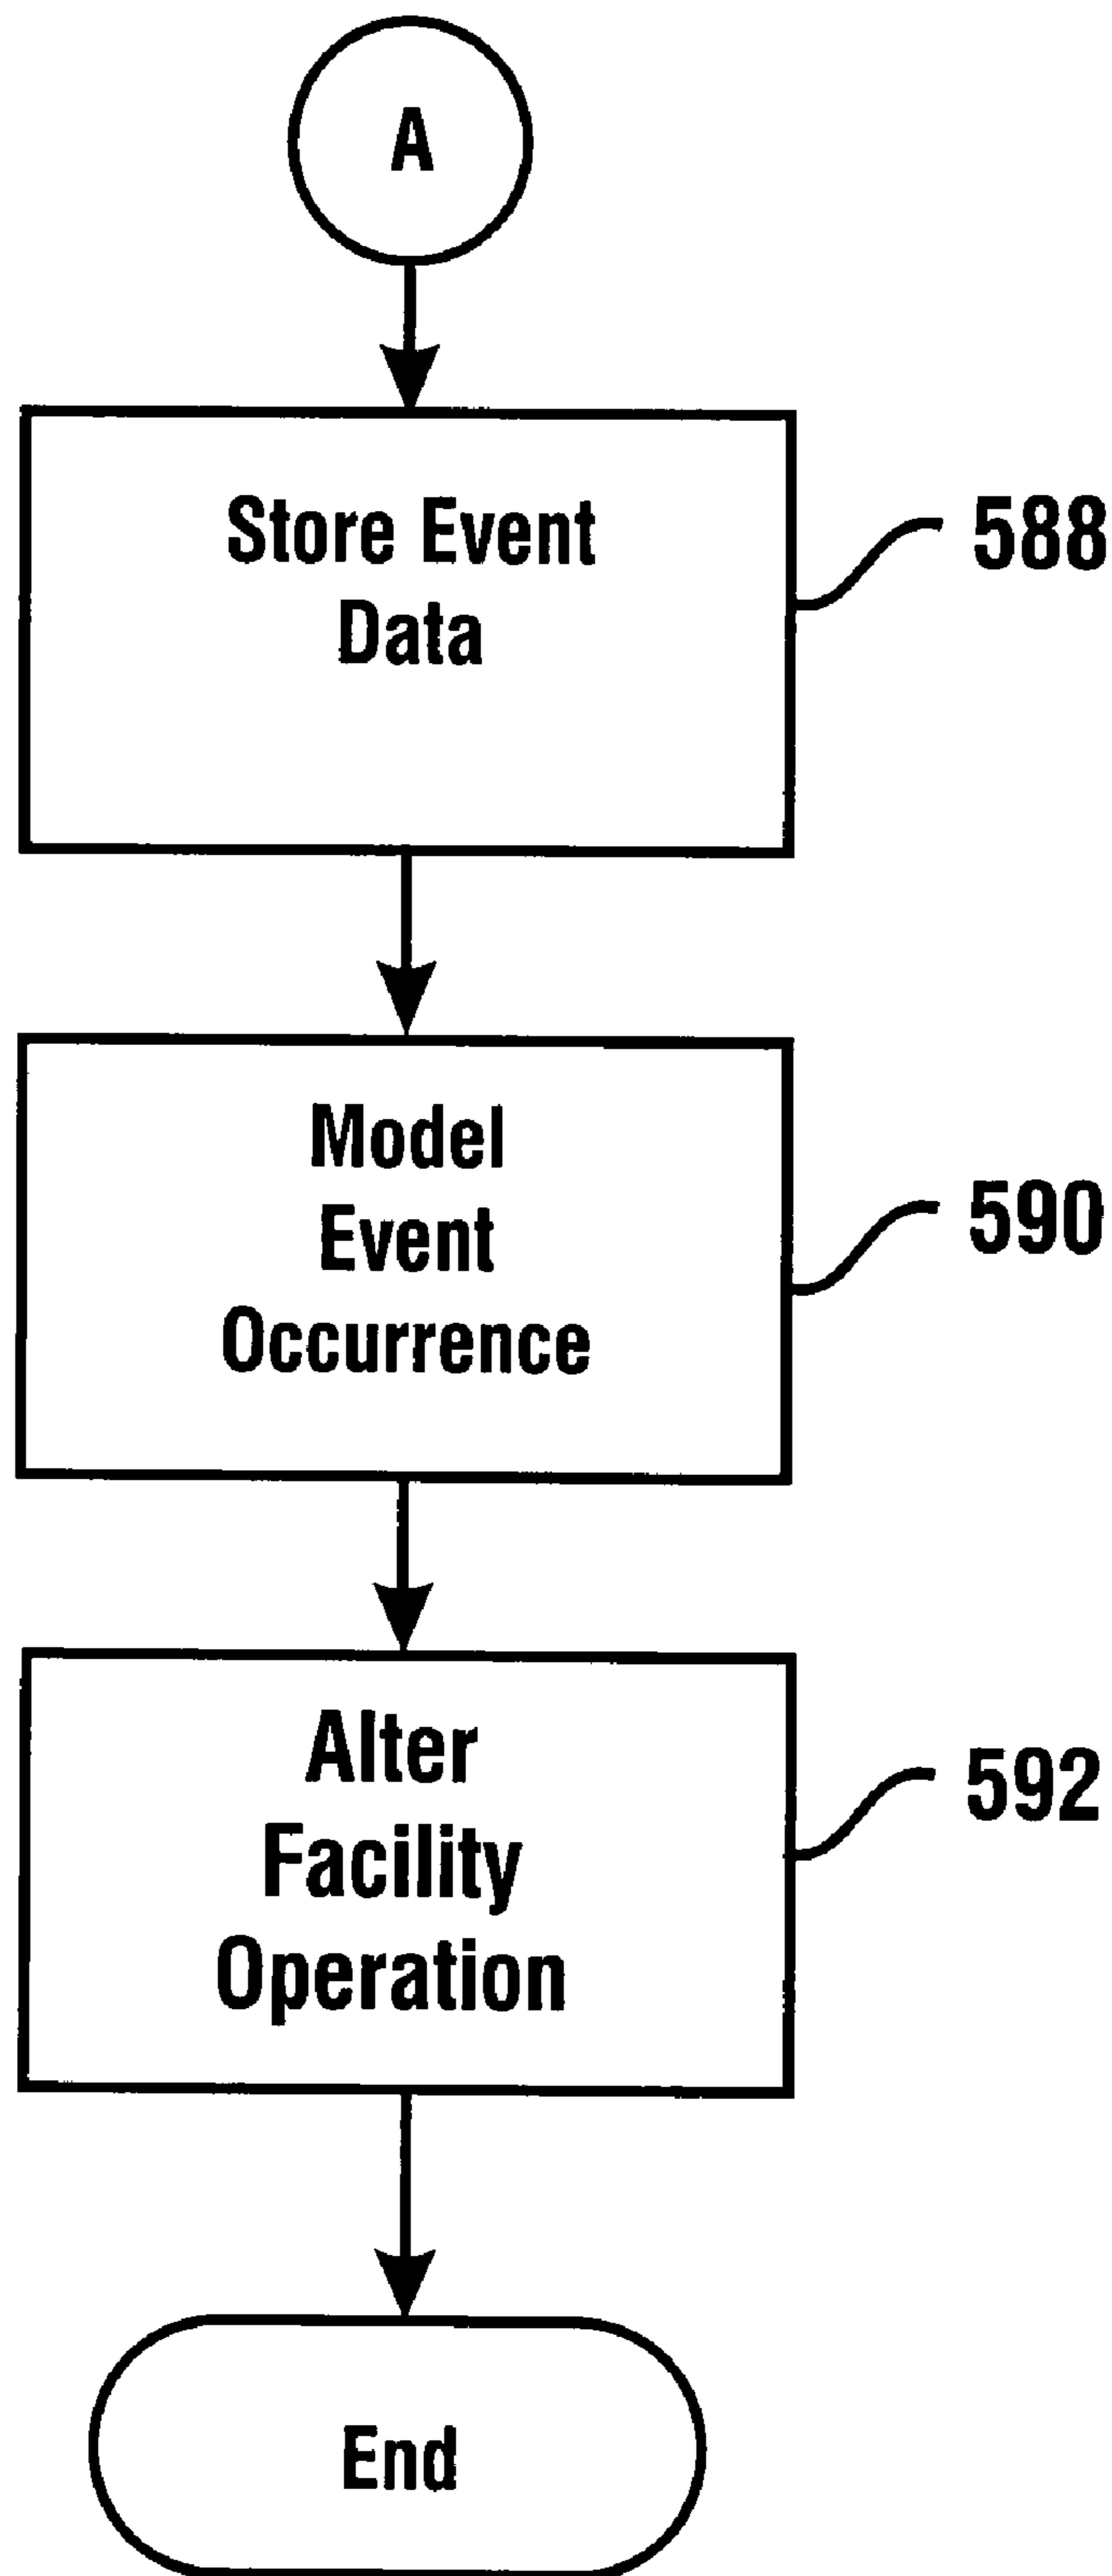 A
Store Event
Data
588
Model
Event
Occurrence
590
Alter
Facility
Operation
592
End